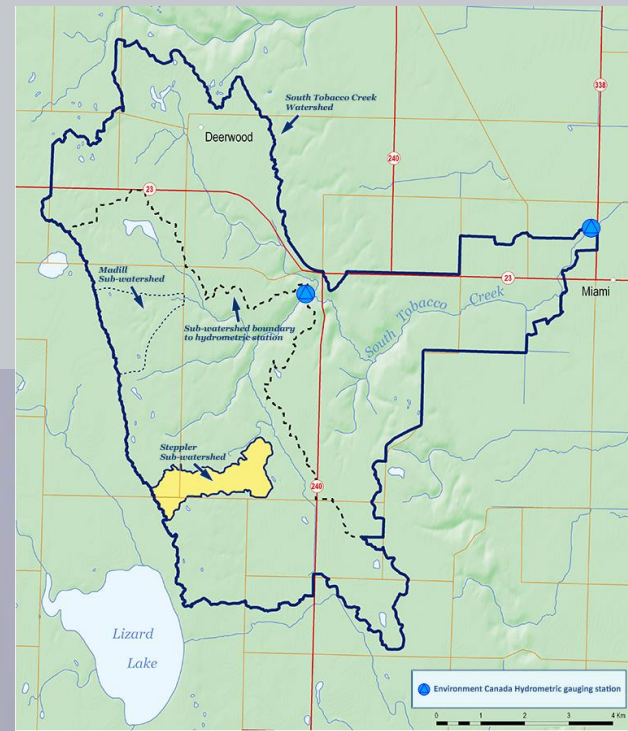 South Tobacco Creek
Watershed
338
Deerwood
240
23
Madill
Sub-watershed
23
Miami
Sub-watershed boundary
to hydrometric station
South Tobacco Creek
Steppler
Sub-watershed
240
Lizard
Lake
Environment Canada Hydrometric gauging station
0 1 2 3 4 Km